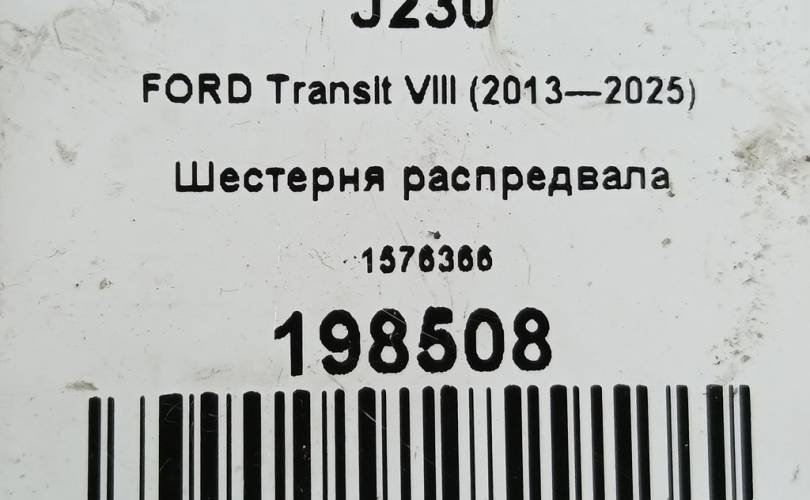 J230
FORD Transit VIII (2013—2025)
Шестерня распредвала
1576366
198508